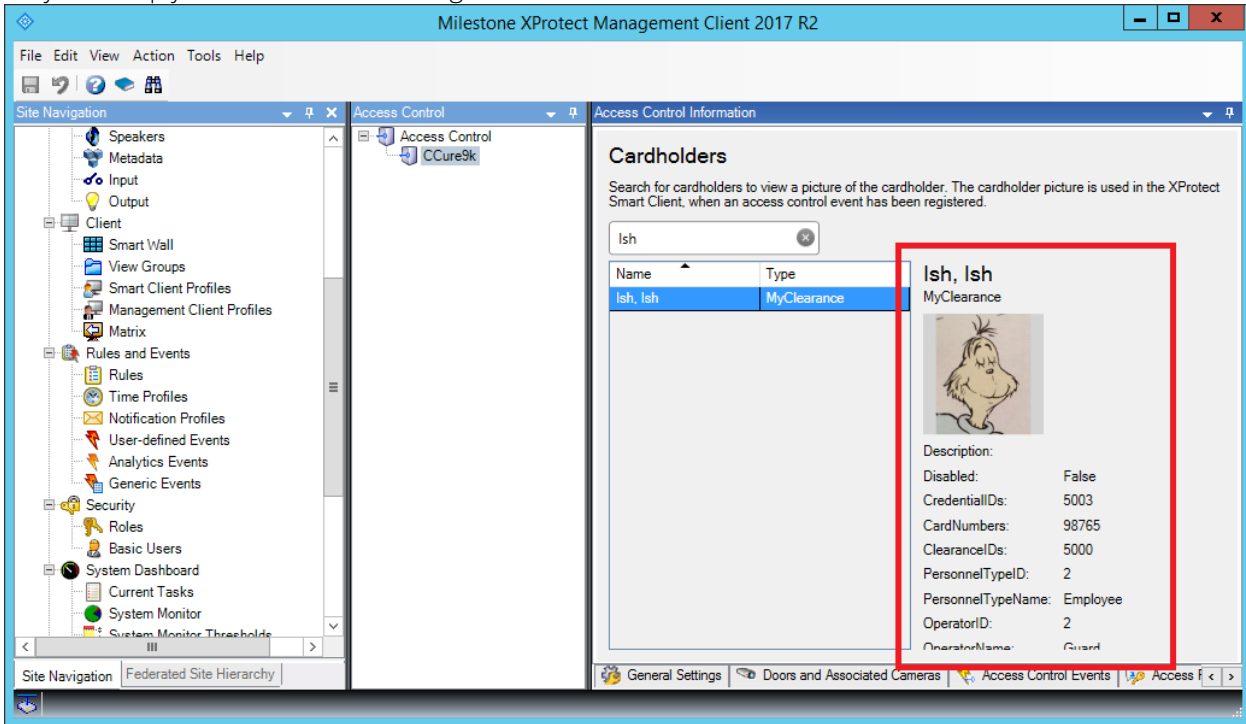 Milestone XProtect Management Client 2017 R2
File Edit View Action Tools Help
Site Navigation
Speakers
Metadata
Input
Output
Client
Smart Wall
View Groups
Smart Client Profiles
Management Client Profiles
Matrix
Rules and Events
Rules
Time Profiles
Notification Profiles
User-defined Events
Analytics Events
Generic Events
Security
Roles
Basic Users
System Dashboard
Current Tasks
System Monitor
System Monitor Thresholds
Site Navigation Federated Site Hierarchy
Access Control
Access Control
CCure9k
Access Control Information
Cardholders
Search for cardholders to view a picture of the cardholder. The cardholder picture is used in the XProtect
Smart Client, when an access control event has been registered.
Ish
Name Type
Ish, Ish MyClearance
Ish, Ish
MyClearance
Description:
Disabled: False
CredentialIDs: 5003
CardNumbers: 98765
ClearanceIDs: 5000
PersonnelTypeID: 2
PersonnelTypeName: Employee
OperatorID: 2
OperatorName: Guard
General Settings Doors and Associated Cameras Access Control Events Access